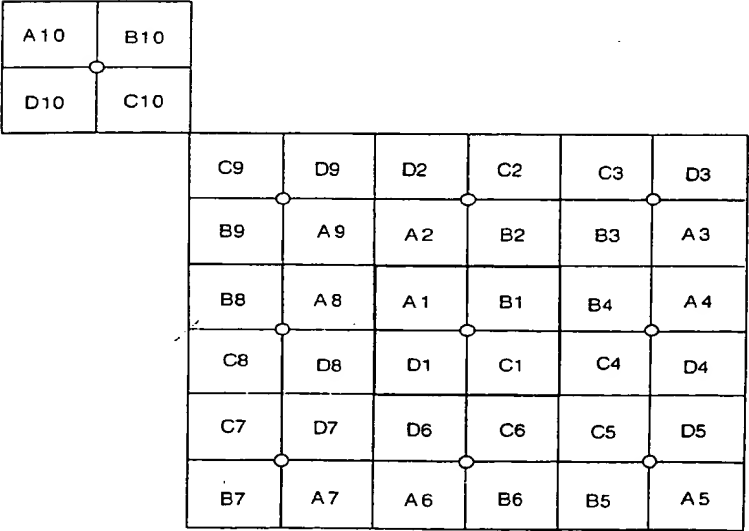 A10 B10
D10 C10
C9 D9 D2 C2 C3 D3
B9 A9 A2 B2 B3 A3
B8 A8 A1 B1 B4 A4
C8 D8 D1 C1 C4 D4
C7 D7 D6 C6 C5 D5
B7 A7 A6 B6 B5 A5